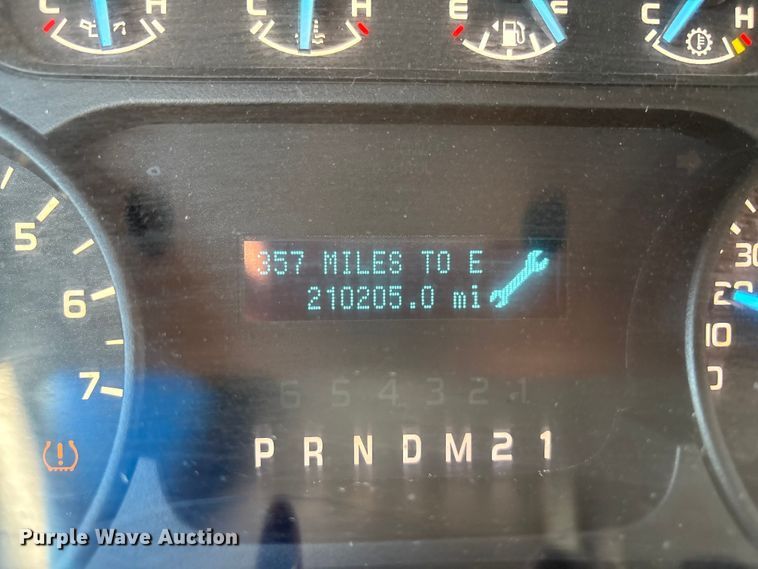 C H C H E F C H
357 MILES TO E
210205.0 mi
5
6
7
30
20
10
0
6 5 4 3 2 1
P R N D M 2 1
Purple Wave Auction